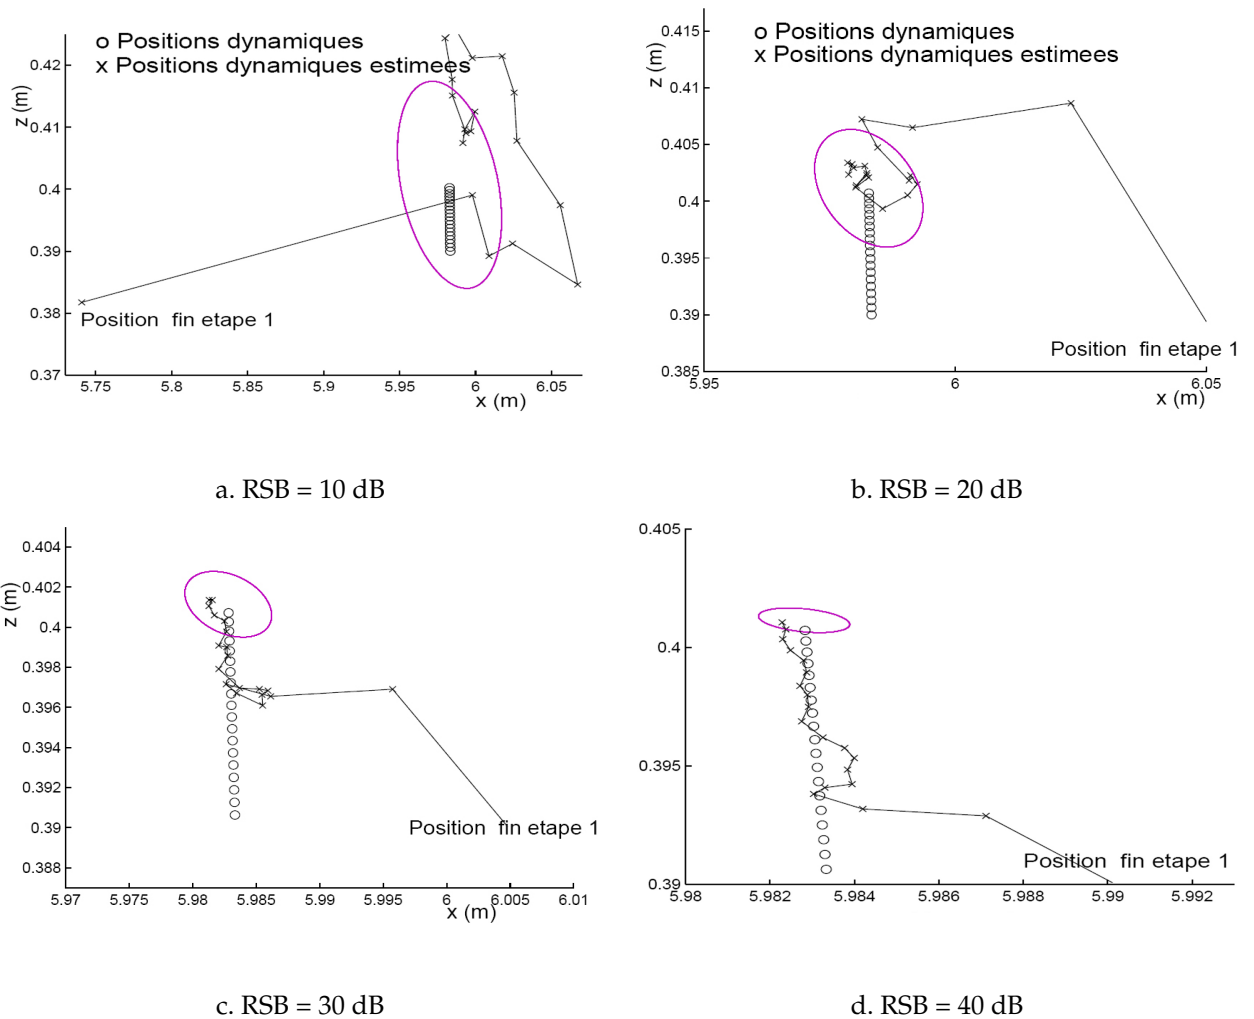 o Positions dynamiques
x Positions dynamiques estimees
z (m)
0.42
0.41
0.4
0.39
0.38
0.37
Position fin etape 1
5.75 5.8 5.85 5.9 5.95 6 6.05
x (m)
a. RSB = 10 dB
o Positions dynamiques
x Positions dynamiques estimees
z (m)
0.415
0.41
0.405
0.4
0.395
0.39
0.385
Position fin etape 1
5.95 6 6.05
x (m)
b. RSB = 20 dB
z (m)
0.404
0.402
0.4
0.398
0.396
0.394
0.392
0.39
0.388
Position fin etape 1
5.97 5.975 5.98 5.985 5.99 5.995 6 6.005 6.01
x (m)
c. RSB = 30 dB
0.405
0.4
0.395
0.39
Position fin etape 1
5.98 5.982 5.984 5.986 5.988 5.99 5.992
d. RSB = 40 dB